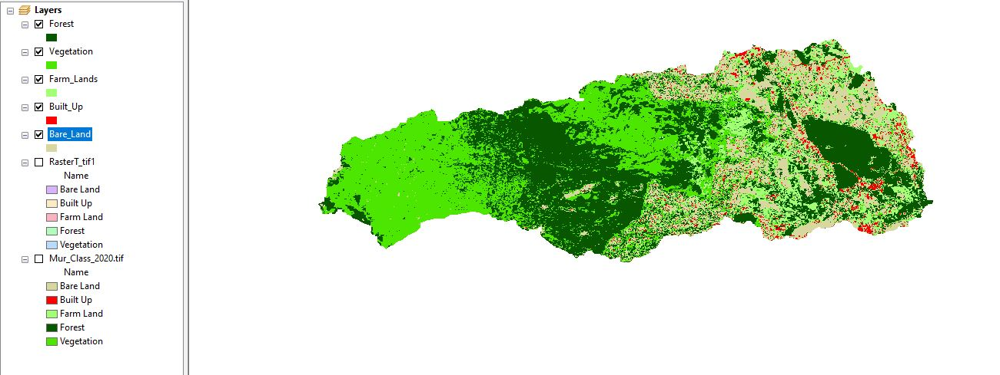 Layers
Forest
Vegetation
Farm_Lands
Built_Up
Bare_Land
RasterT_tif1
Name
Bare Land
Built Up
Farm Land
Forest
Vegetation
Mur_Class_2020.tif
Name
Bare Land
Built Up
Farm Land
Forest
Vegetation